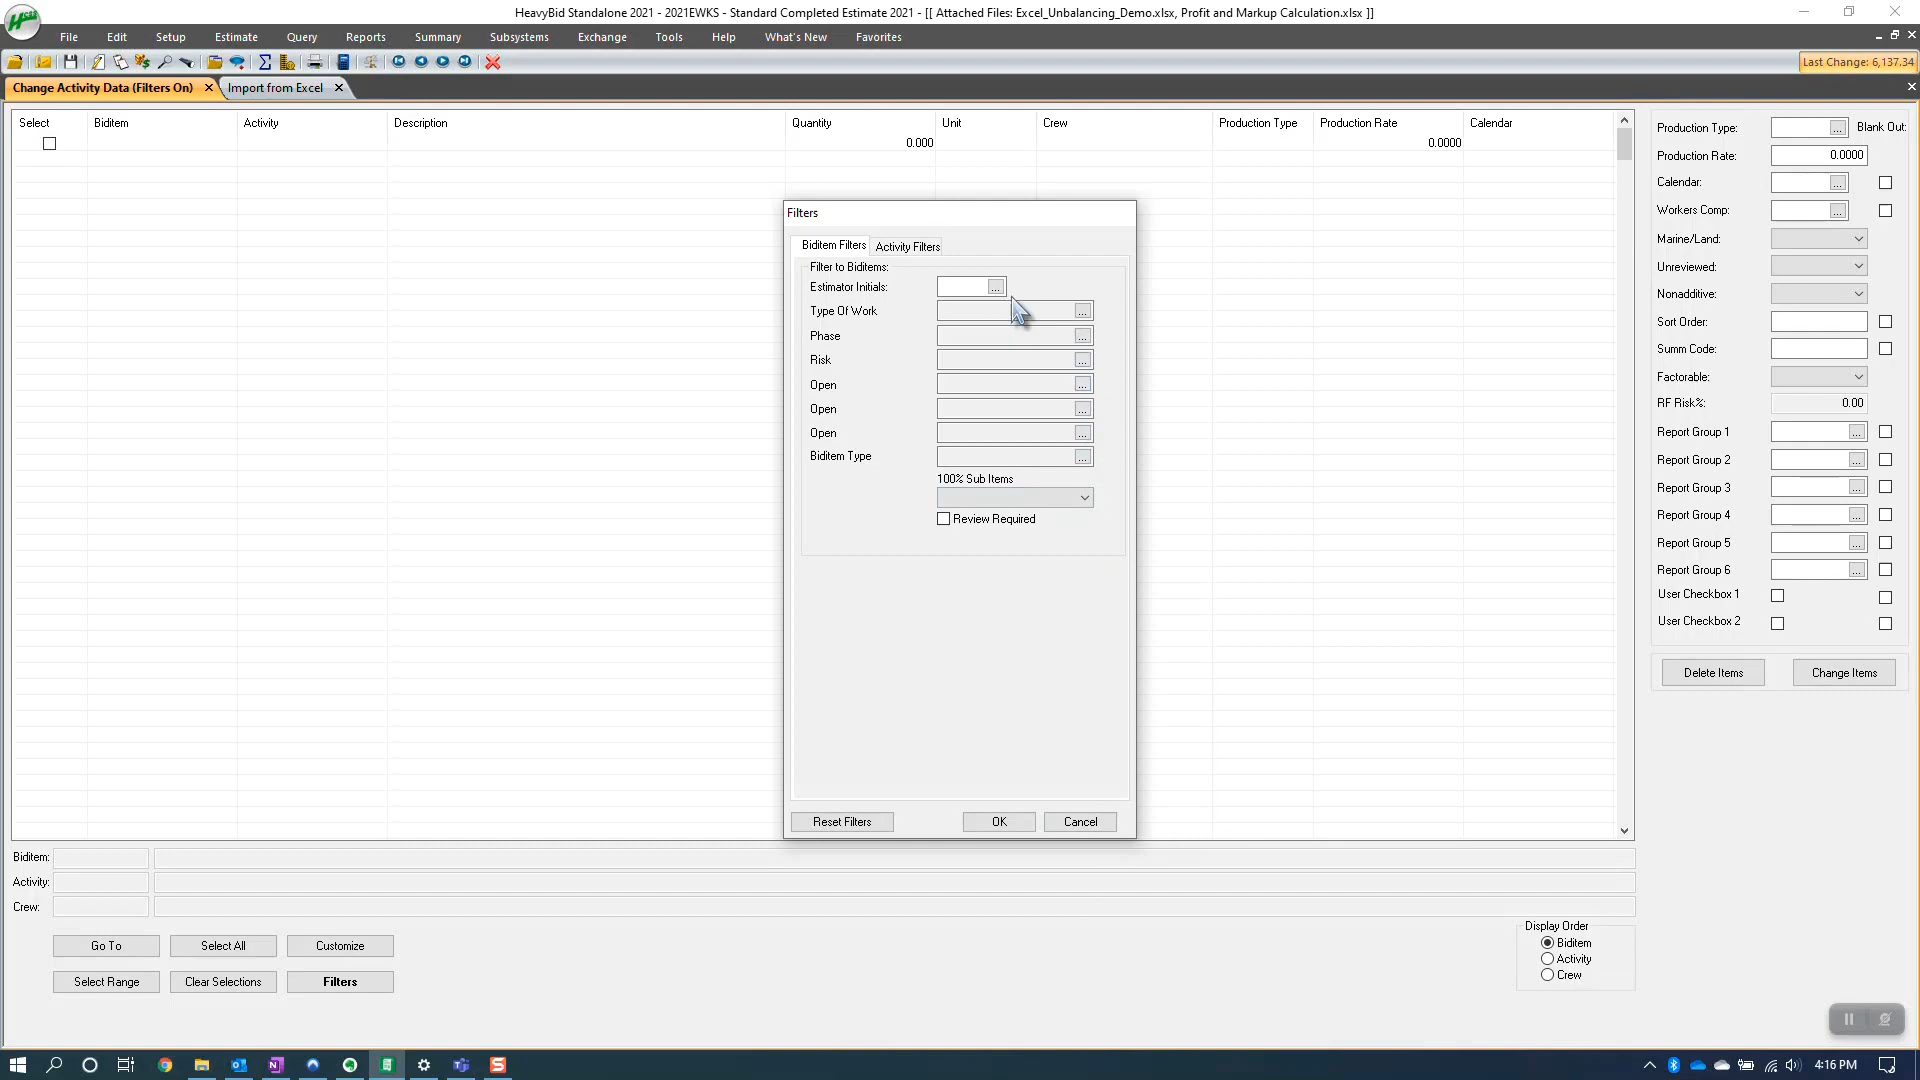 HeavyBid Standalone 2021 - 2021EWKS - Standard Completed Estimate 2021 - [[ Attached Files: Excel_Unbalancing_Demo.xlsx, Profit and Markup Calculation.xlsx ]]
File Edit Setup Estimate Query Reports Summary Subsystems Exchange Tools Help What's New Favorites
Last Change: 6,137.34
Change Activity Data (Filters On) Import from Excel
Select Biditem Activity Description Quantity Unit Crew Production Type Production Rate Calendar
0.000 0.0000
Filters
Biditem Filters Activity Filters
Filter to Biditems:
Estimator Initials: ...
Type Of Work ...
Phase ...
Risk ...
Open ...
Open ...
Open ...
Biditem Type ...
100% Sub Items
Review Required
Reset Filters OK Cancel
Production Type: ... Blank Out:
Production Rate: 0.0000
Calendar: ...
Workers Comp: ...
Marine/Land:
Unreviewed:
Nonadditive:
Sort Order:
Summ Code:
Factorable:
RF Risk%: 0.00
Report Group 1 ...
Report Group 2 ...
Report Group 3 ...
Report Group 4 ...
Report Group 5 ...
Report Group 6 ...
User Checkbox 1
User Checkbox 2
Delete Items Change Items
Biditem:
Activity:
Crew:
Go To Select All Customize
Select Range Clear Selections Filters
Display Order
Biditem
Activity
Crew
4:16 PM